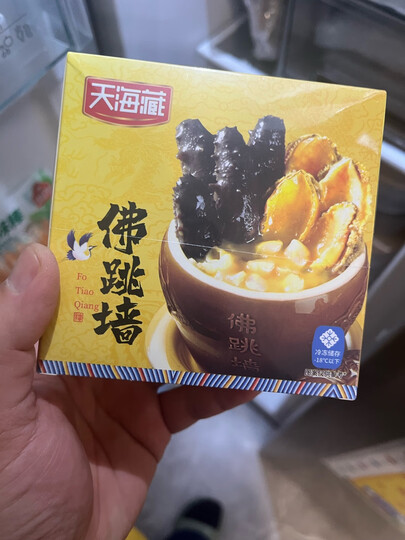 天海藏
佛跳墙
Fo
Tiao
Qiang
佛跳墙
冷冻储存
-18℃以下